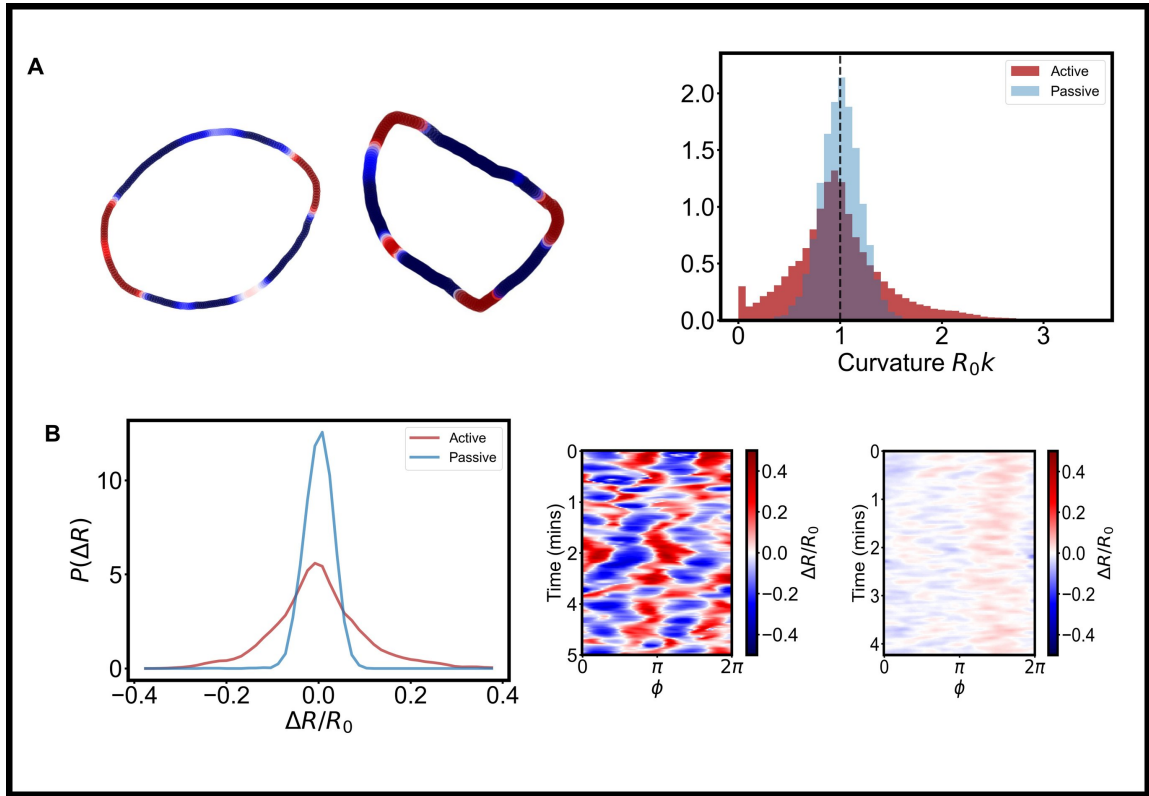 A
Active
Passive
2.0
1.5
1.0
0.5
0.0
0
1
2
3
Curvature R₀k
B
Active
Passive
10
5
0
P(ΔR)
−0.4
−0.2
0.0
0.2
0.4
ΔR/R₀
0
1
2
3
4
5
Time (mins)
0
π
2π
ϕ
0.4
0.2
0.0
−0.2
−0.4
ΔR/R₀
0
1
2
3
4
Time (mins)
0
π
2π
ϕ
0.4
0.2
0.0
−0.2
−0.4
ΔR/R₀